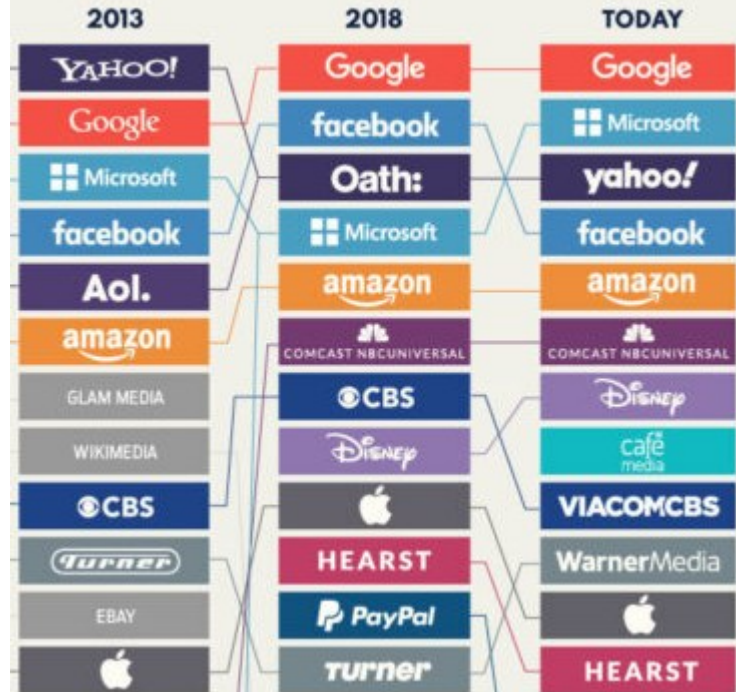 2013
YAHOO!
Google
Microsoft
facebook
Aol.
amazon
GLAM MEDIA
WIKIMEDIA
CBS
Turner
EBAY
2018
Google
facebook
Oath:
Microsoft
amazon
COMCAST NBCUNIVERSAL
CBS
Disney
HEARST
PayPal
Turner
TODAY
Google
Microsoft
yahoo!
facebook
amazon
COMCAST NBCUNIVERSAL
Disney
café
media
VIACOMCBS
WarnerMedia
HEARST